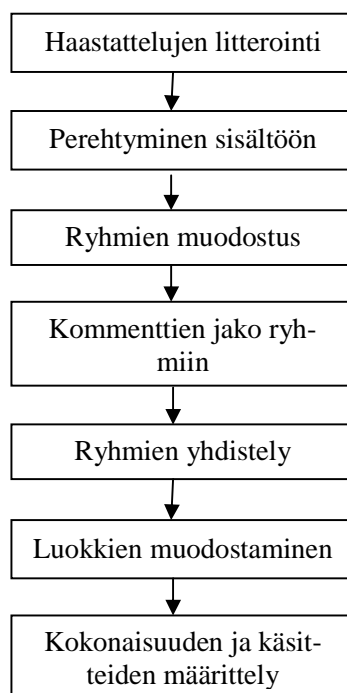 Haastattelujen litterointi
Perehtyminen sisältöön
Ryhmien muodostus
Kommenttien jako ryh-
miin
Ryhmien yhdistely
Luokkien muodostaminen
Kokonaisuuden ja käsit-
teiden määrittely